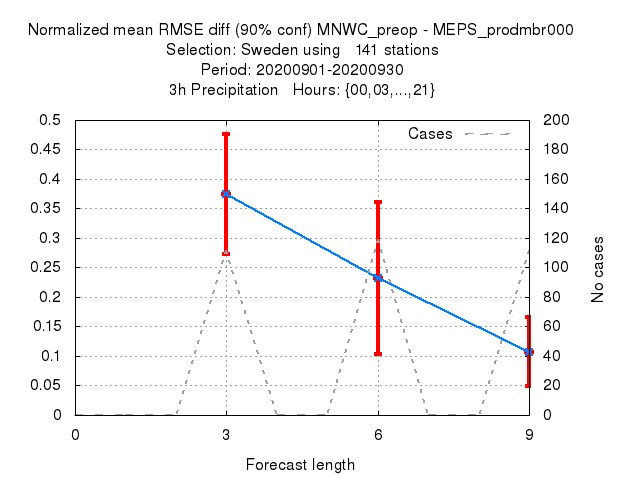 Normalized mean RMSE diff (90% conf) MNWC_preop - MEPS_prodmbr000
Selection: Sweden using 141 stations
Period: 20200901-20200930
3h Precipitation Hours: {00,03,...,21}
Cases
0.5
0.45
0.4
0.35
0.3
0.25
0.2
0.15
0.1
0.05
0
200
180
160
140
120
100
80
60
40
20
0
No cases
0 3 6 9
Forecast length